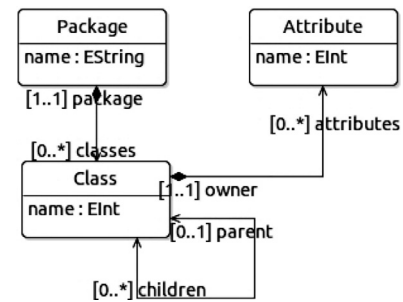 Package
name : EString
Attribute
name : EInt
[1..1] package
[0..*] attributes
[0..*] classes
Class
name : EInt
[1..1] owner
[0..1] parent
[0..*] children